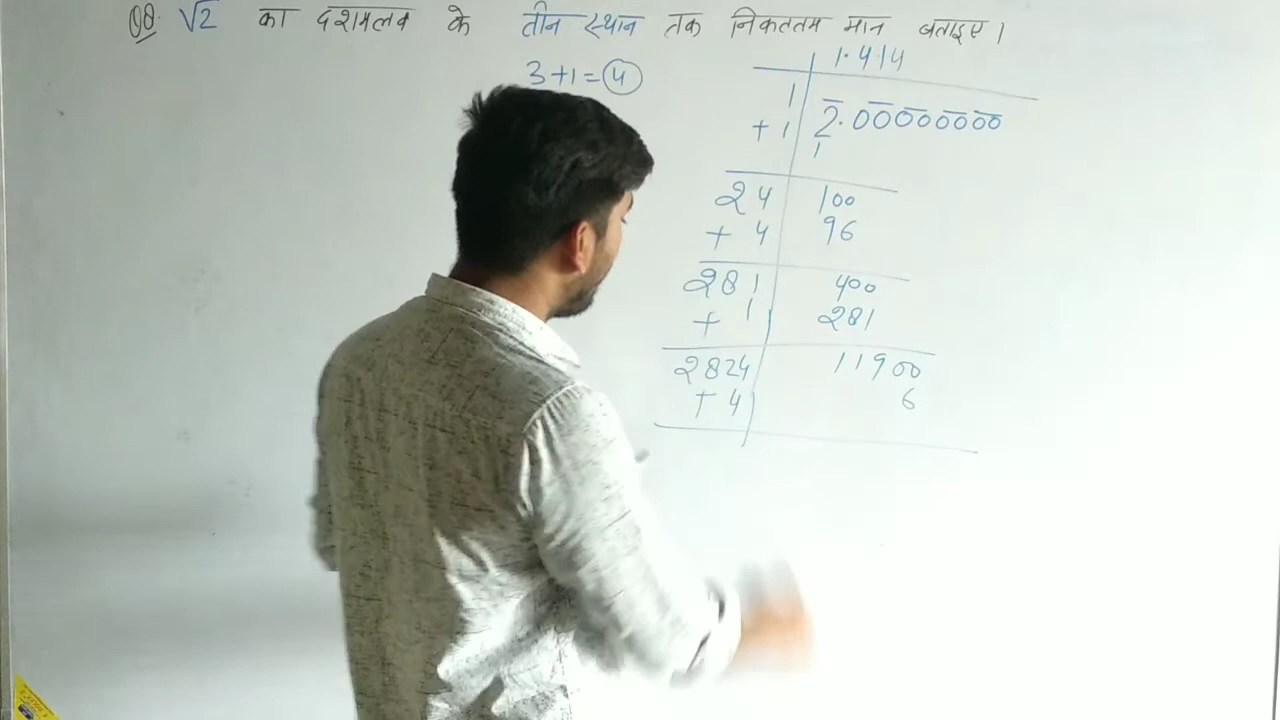 Q8. √2 का दशमलव के तीन स्थान तक निकटतम मान बताइए।
3+1=4
1.414
1
+ 1 2.00000000
1
24 100
+ 4 96
281 400
+ 1 281
2824 11900
+ 4 6